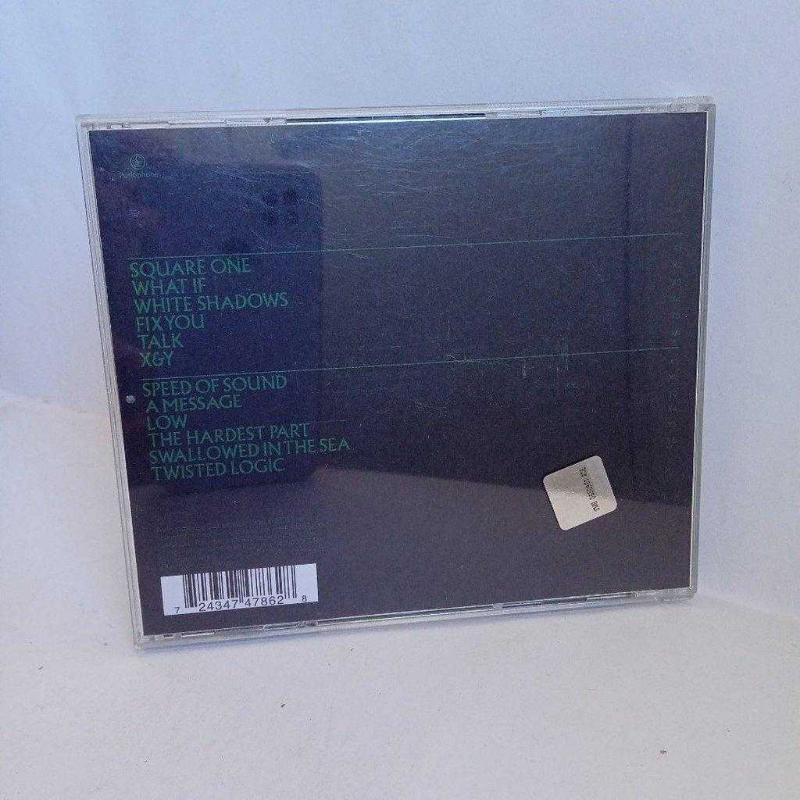 Parlophone
SQUARE ONE
WHAT IF
WHITE SHADOWS
FIX YOU
TALK
X&Y
SPEED OF SOUND
A MESSAGE
LOW
THE HARDEST PART
SWALLOWED IN THE SEA
TWISTED LOGIC
7 24347 47862 8